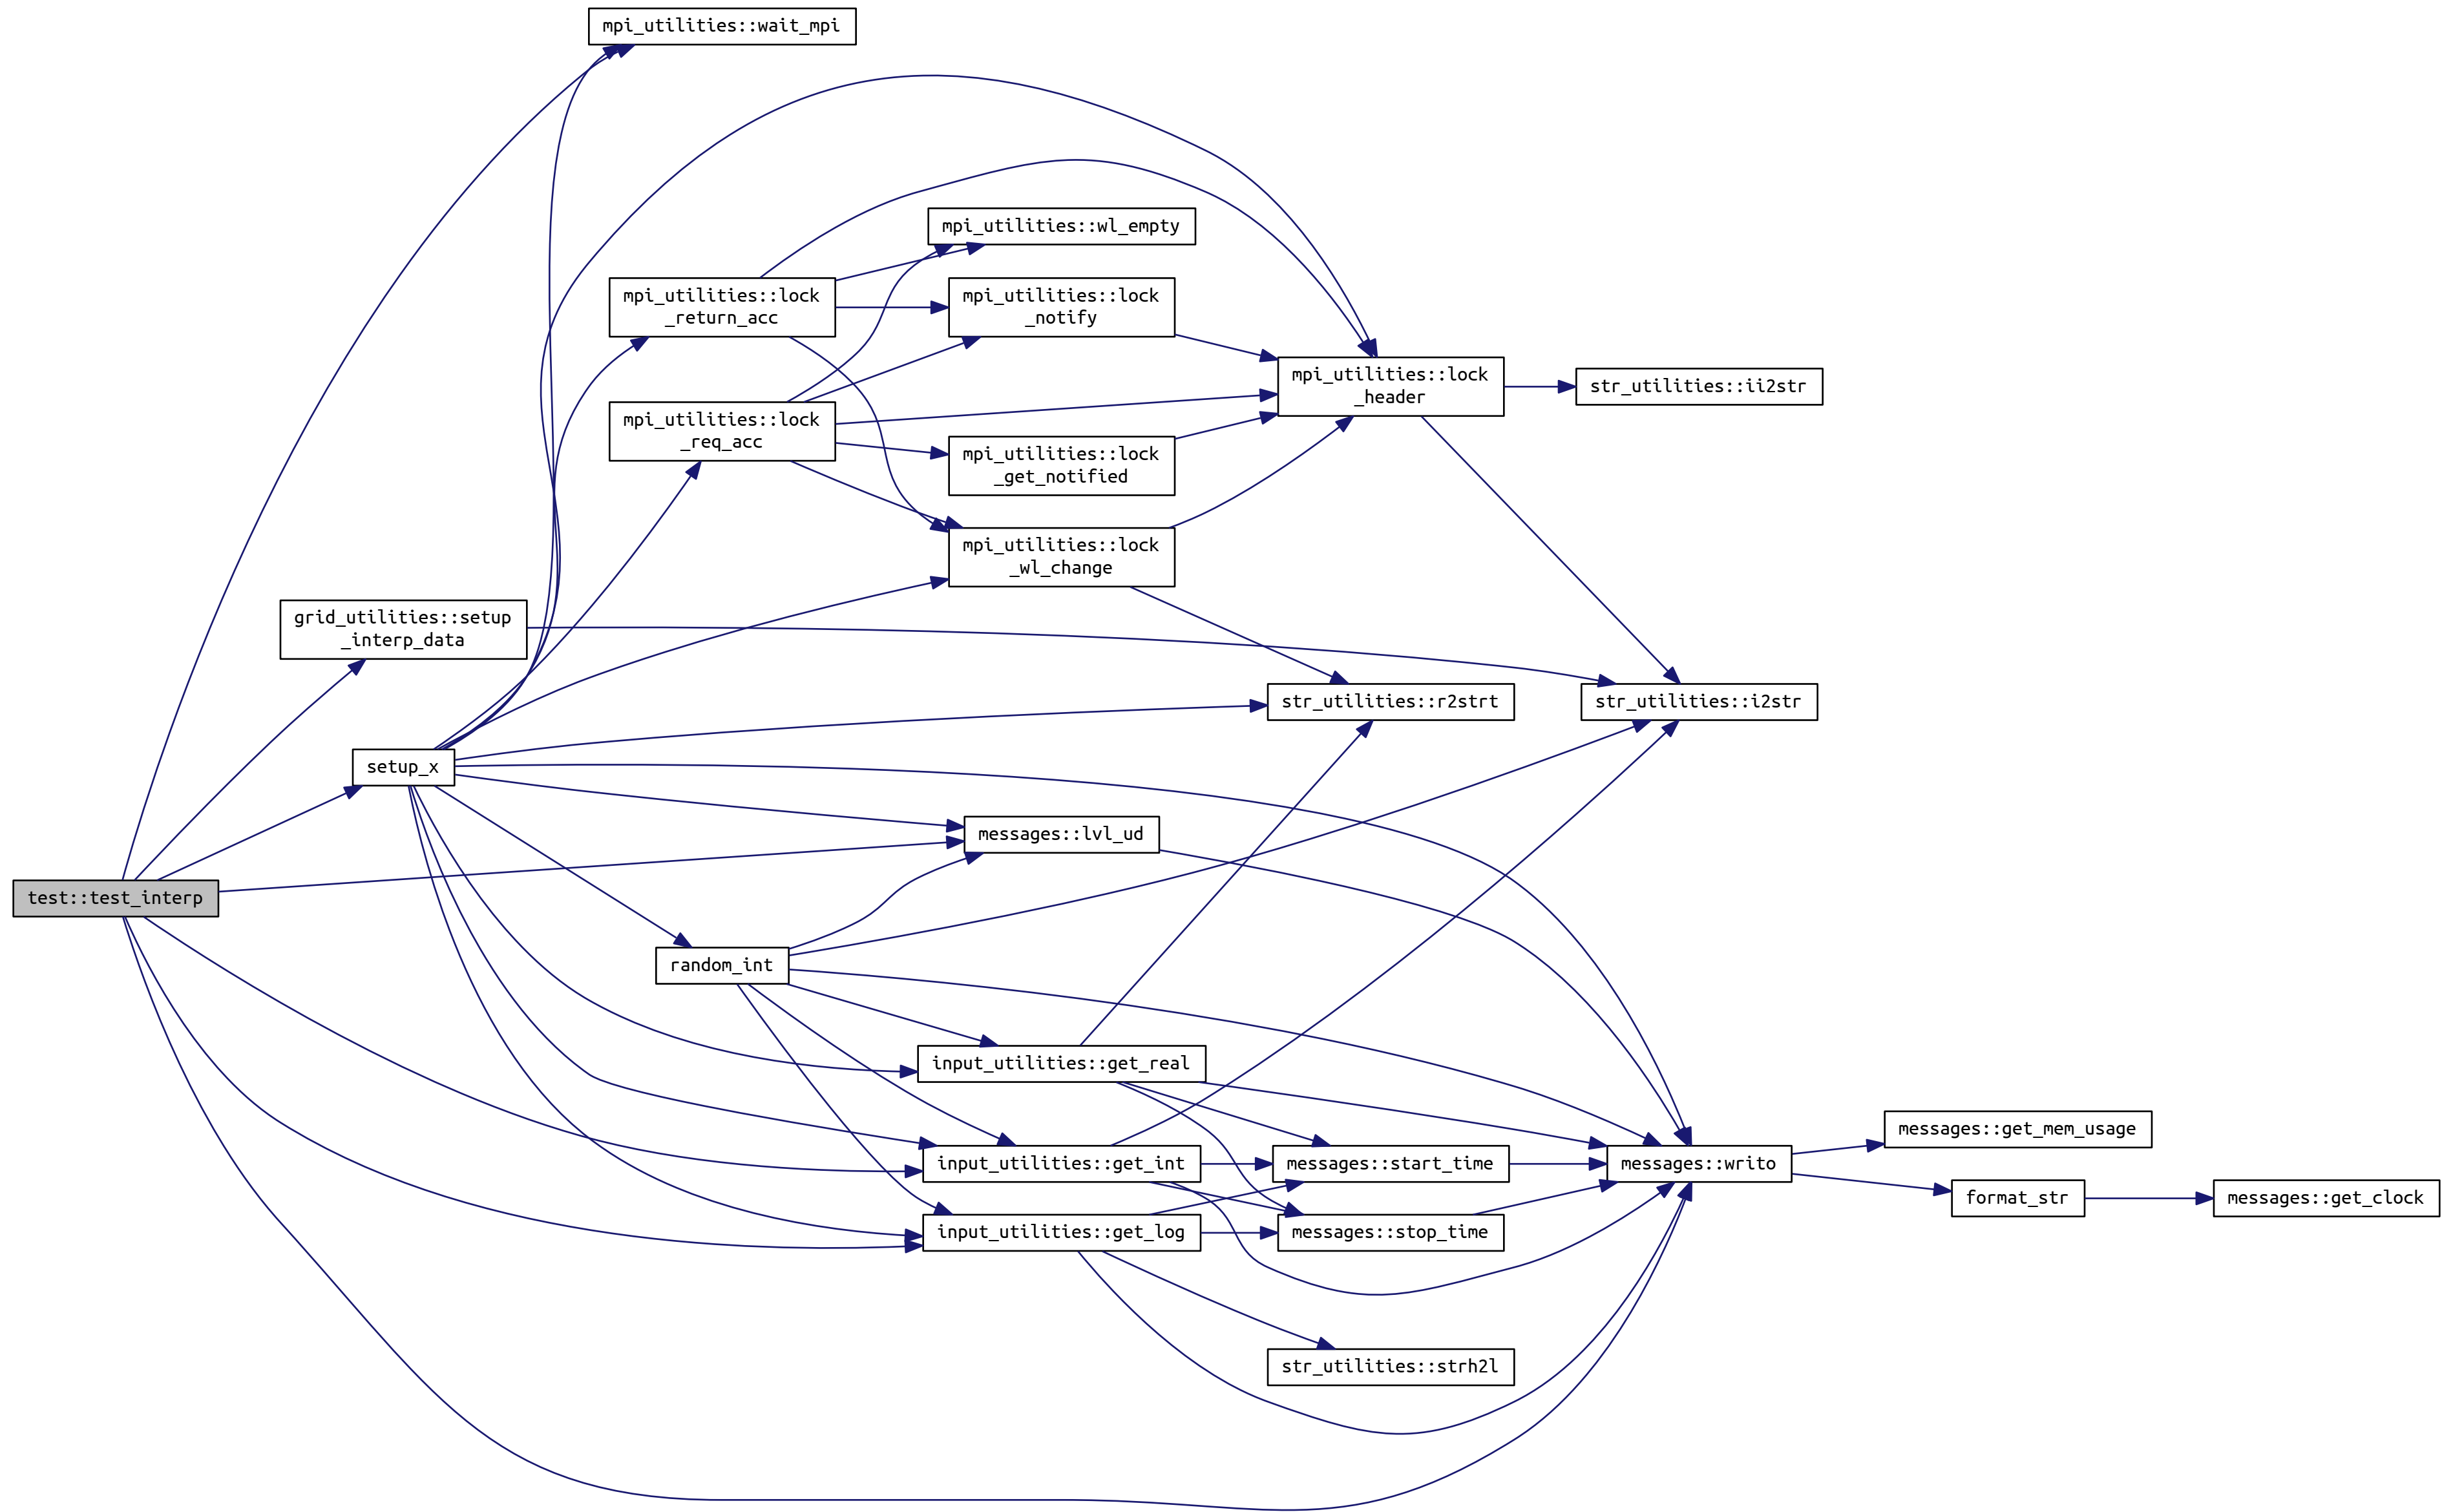 mpi_utilities::wait_mpi
mpi_utilities::wl_empty
mpi_utilities::lock
_return_acc
mpi_utilities::lock
_notify
mpi_utilities::lock
_header
str_utilities::ii2str
mpi_utilities::lock
_req_acc
mpi_utilities::lock
_get_notified
mpi_utilities::lock
_wl_change
grid_utilities::setup
_interp_data
str_utilities::r2strt
str_utilities::i2str
setup_x
messages::lvl_ud
test::test_interp
random_int
input_utilities::get_real
messages::get_mem_usage
input_utilities::get_int
messages::start_time
messages::writo
format_str
messages::get_clock
input_utilities::get_log
messages::stop_time
str_utilities::strh2l